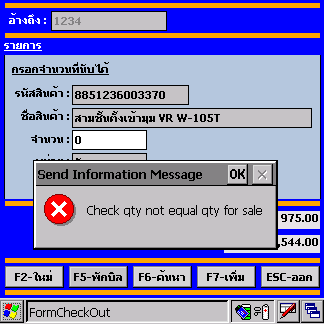 อ้างถึง : 1234
รายการ
กรอกจำนวนที่นับได้
รหัสสินค้า : 8851236003370
ชื่อสินค้า : สามชั้นตั้งเข้ามุม VR W-105T
จำนวน : 0
Send Information Message OK ×
Check qty not equal qty for sale
975.00
,544.00
F2-ใหม่ F5-พักบิล F6-ค้นหา F7-เพิ่ม ESC-ออก
FormCheckOut